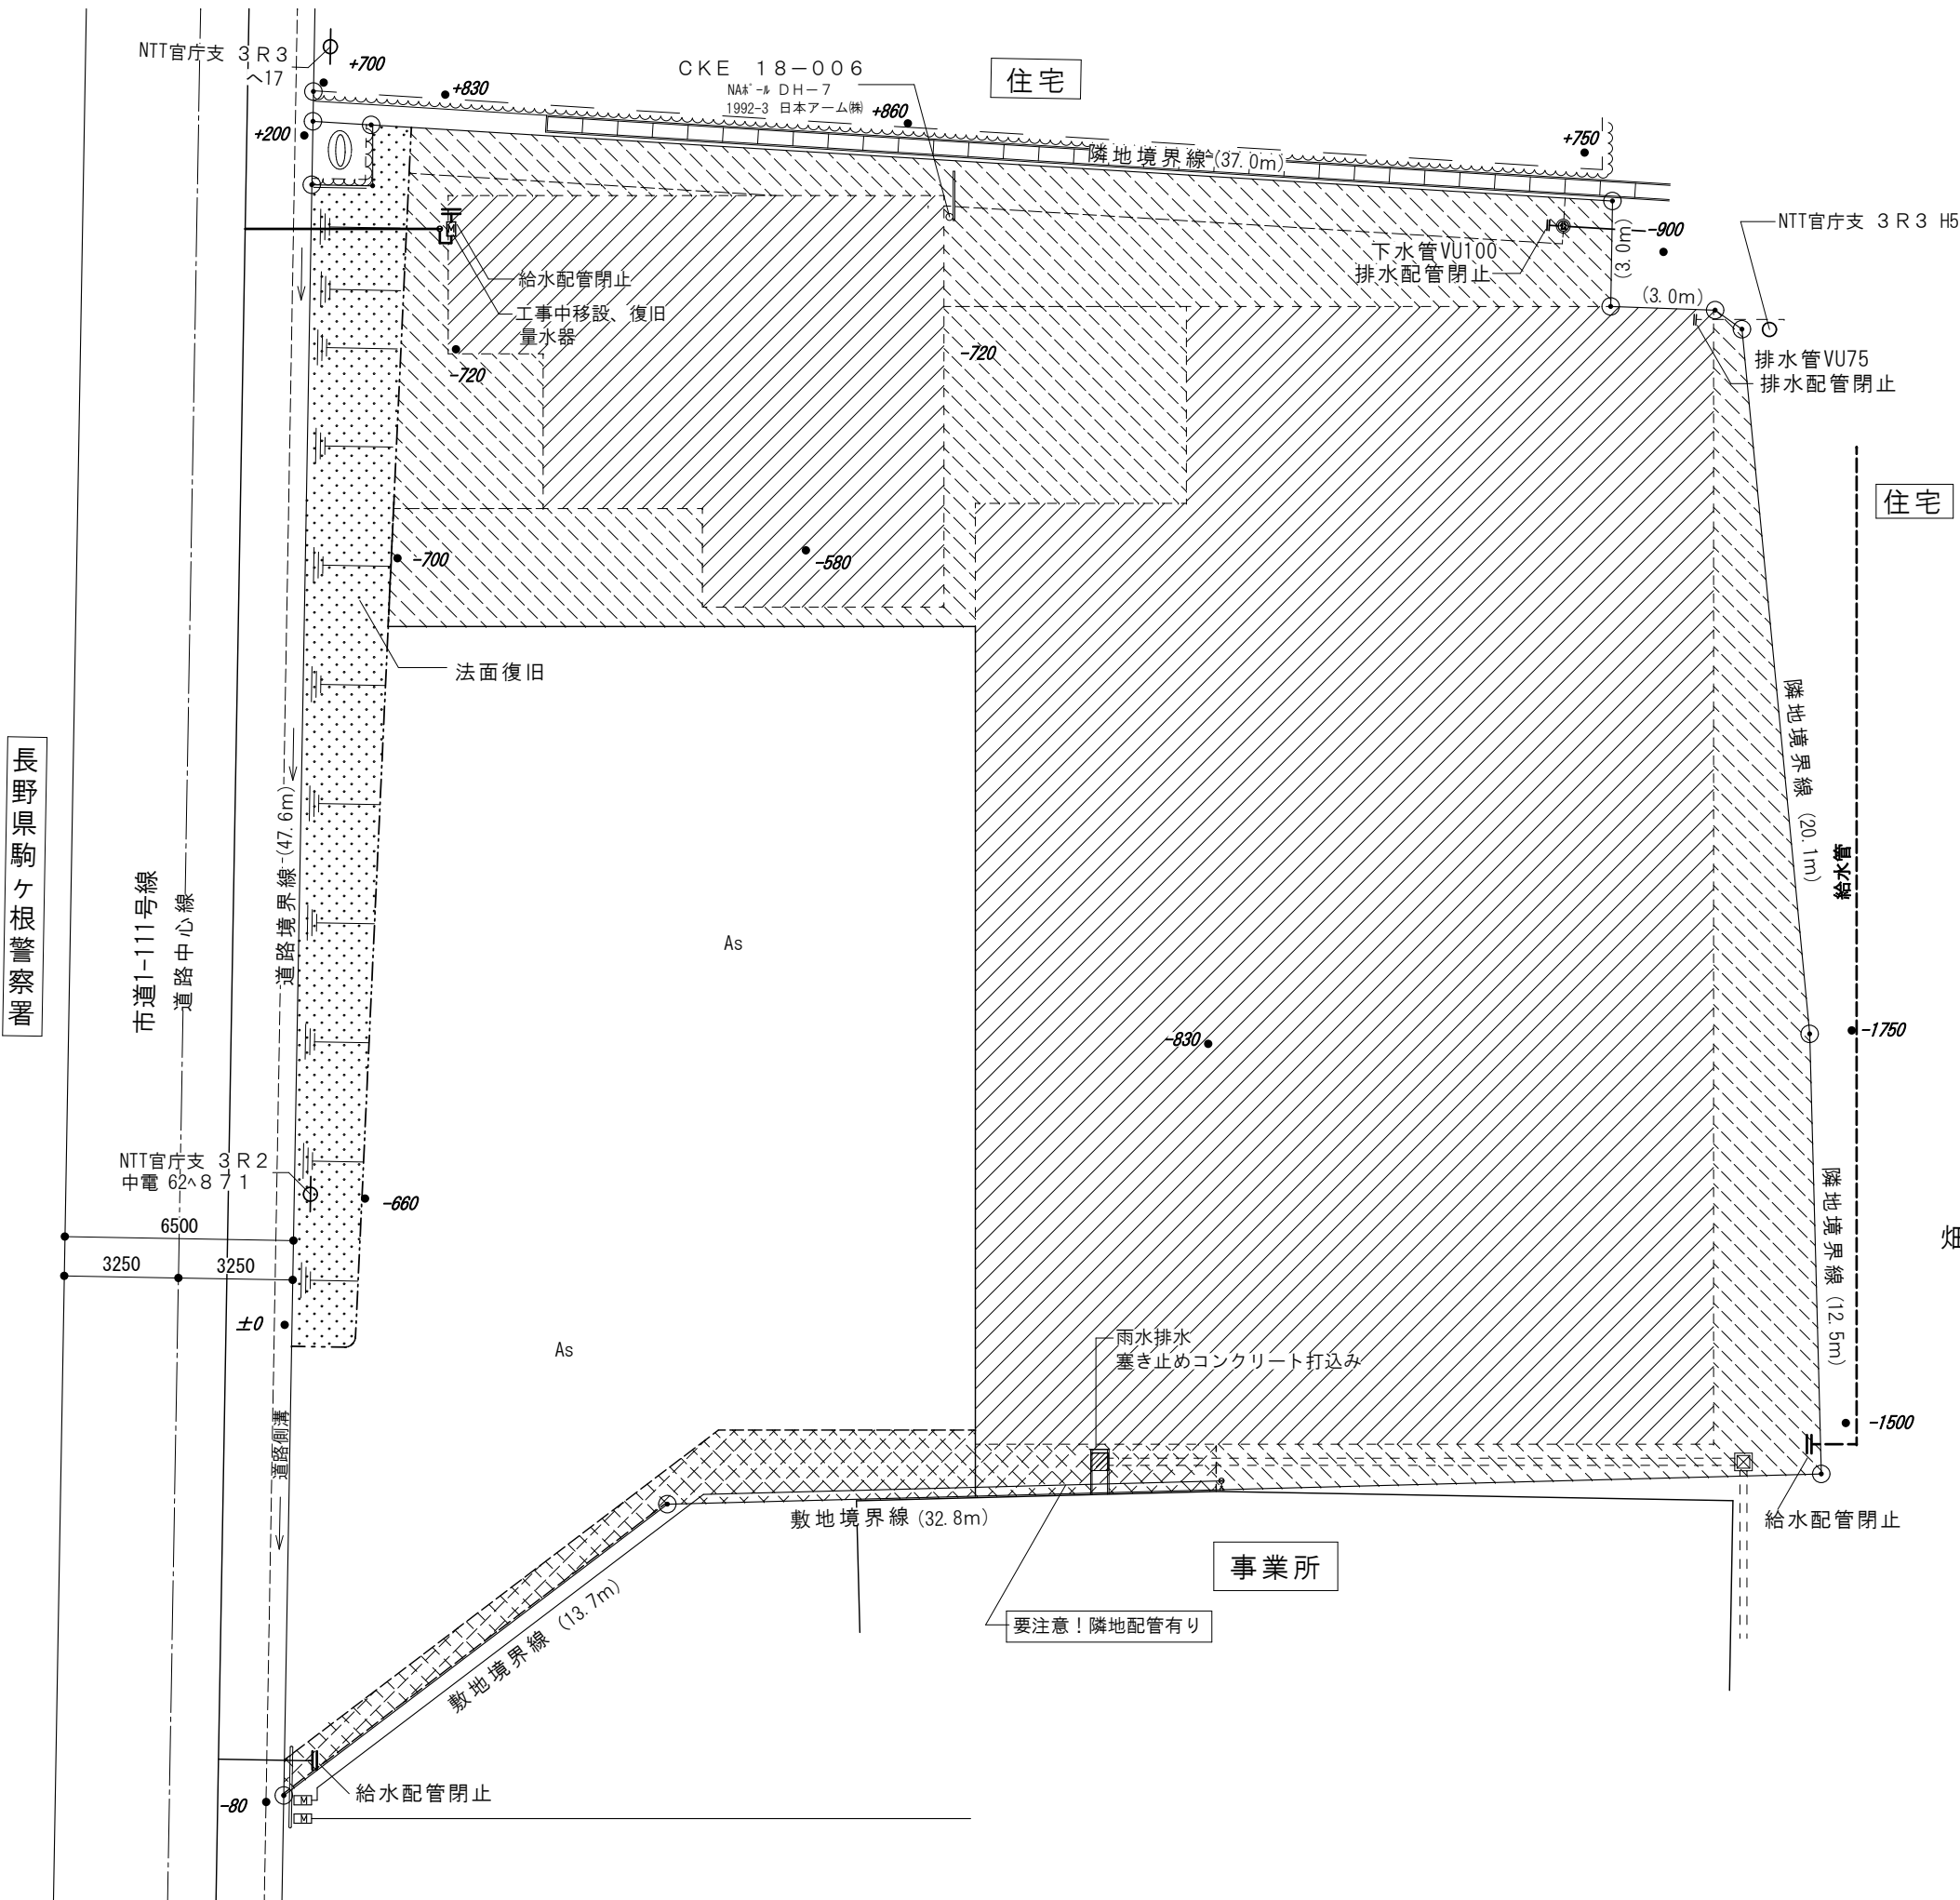 NTT官庁支 3R3
へ17
+700
+830
CKE 18-006
NAﾎﾟｰﾙ DH-7
1992-3 日本アーム㈱
+860
住宅
+750
+200
隣地境界線(37.0m)
NTT官庁支 3R3 H5
-900
(3.0m)
下水管VU100
排水配管閉止
(3.0m)
給水配管閉止
工事中移設、復旧
量水器
-720
-720
排水管VU75
排水配管閉止
住宅
-700
-580
法面復旧
隣地境界線 (20.1m)
給水管
長野県駒ヶ根警察署
市道1-111号線
道路中心線
道路境界線(47.6m)
As
-830
-1750
NTT官庁支 3R2
中電 62ﾍ871
-660
隣地境界線 (12.5m)
畑
6500
3250
3250
±0
As
雨水排水
塞き止めコンクリート打込み
道路側溝
-1500
敷地境界線 (32.8m)
給水配管閉止
事業所
要注意！隣地配管有り
敷地境界線 (13.7m)
給水配管閉止
-80
M
M
M